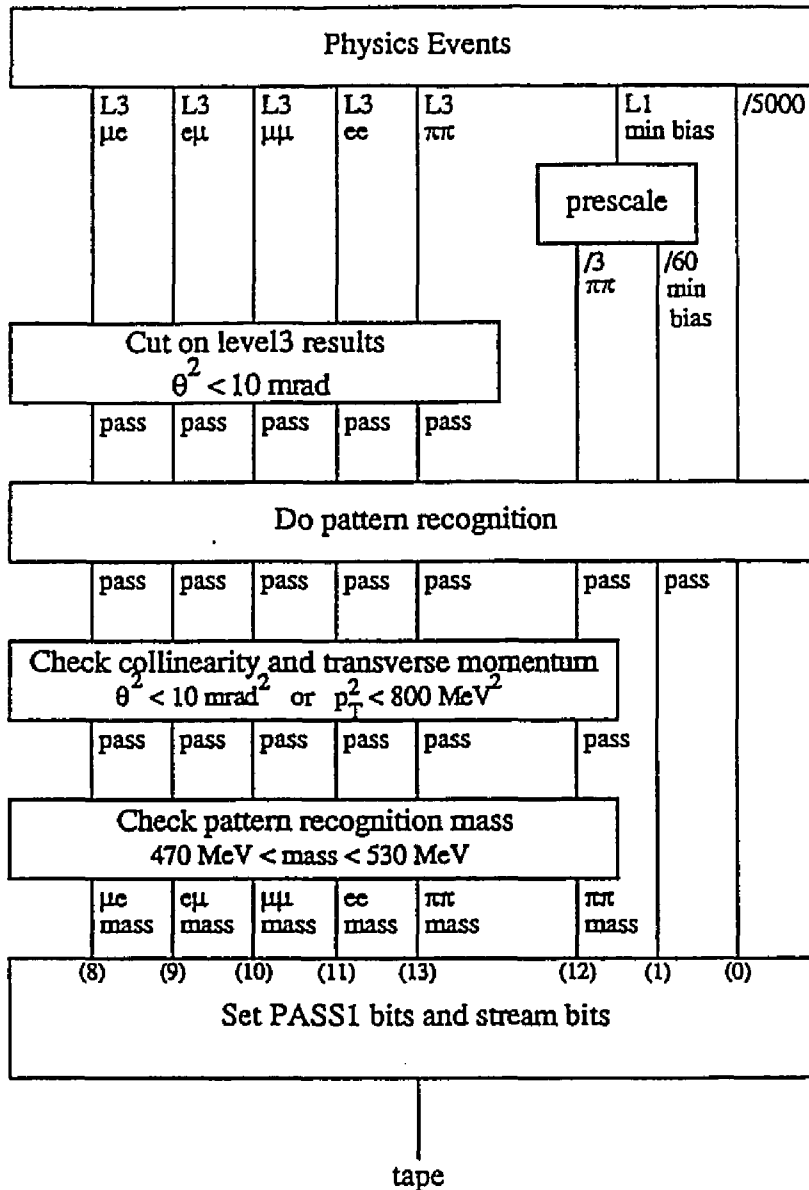 Physics Events
L3 L3 L3 L3 L3 L1 /5000
μe eμ μμ ee ππ min bias
prescale
/3 /60
ππ min
bias
Cut on level3 results
θ² < 10 mrad
pass pass pass pass pass
Do pattern recognition
pass pass pass pass pass pass pass
Check collinearity and transverse momentum
θ² < 10 mrad² or p_T² < 800 MeV²
pass pass pass pass pass pass
Check pattern recognition mass
470 MeV < mass < 530 MeV
μe eμ μμ ee ππ ππ
mass mass mass mass mass mass
(8) (9) (10) (11) (13) (12) (1) (0)
Set PASS1 bits and stream bits
tape